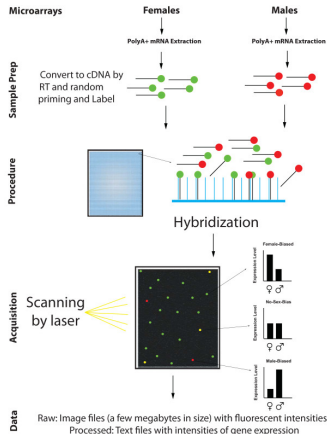 Microarrays
Females
Males
PolyA+ mRNA Extraction
PolyA+ mRNA Extraction
Sample Prep
Convert to cDNA by
RT and random
priming and Label
Procedure
Hybridization
Acquisition
Scanning
by laser
Female-Biased
Expression Level
♀ ♂
No-Sex-Bias
Expression Level
♀ ♂
Male-Biased
Expression Level
♀ ♂
Data
Raw: Image files (a few megabytes in size) with fluorescent intensities
Processed: Text files with intensities of gene expression